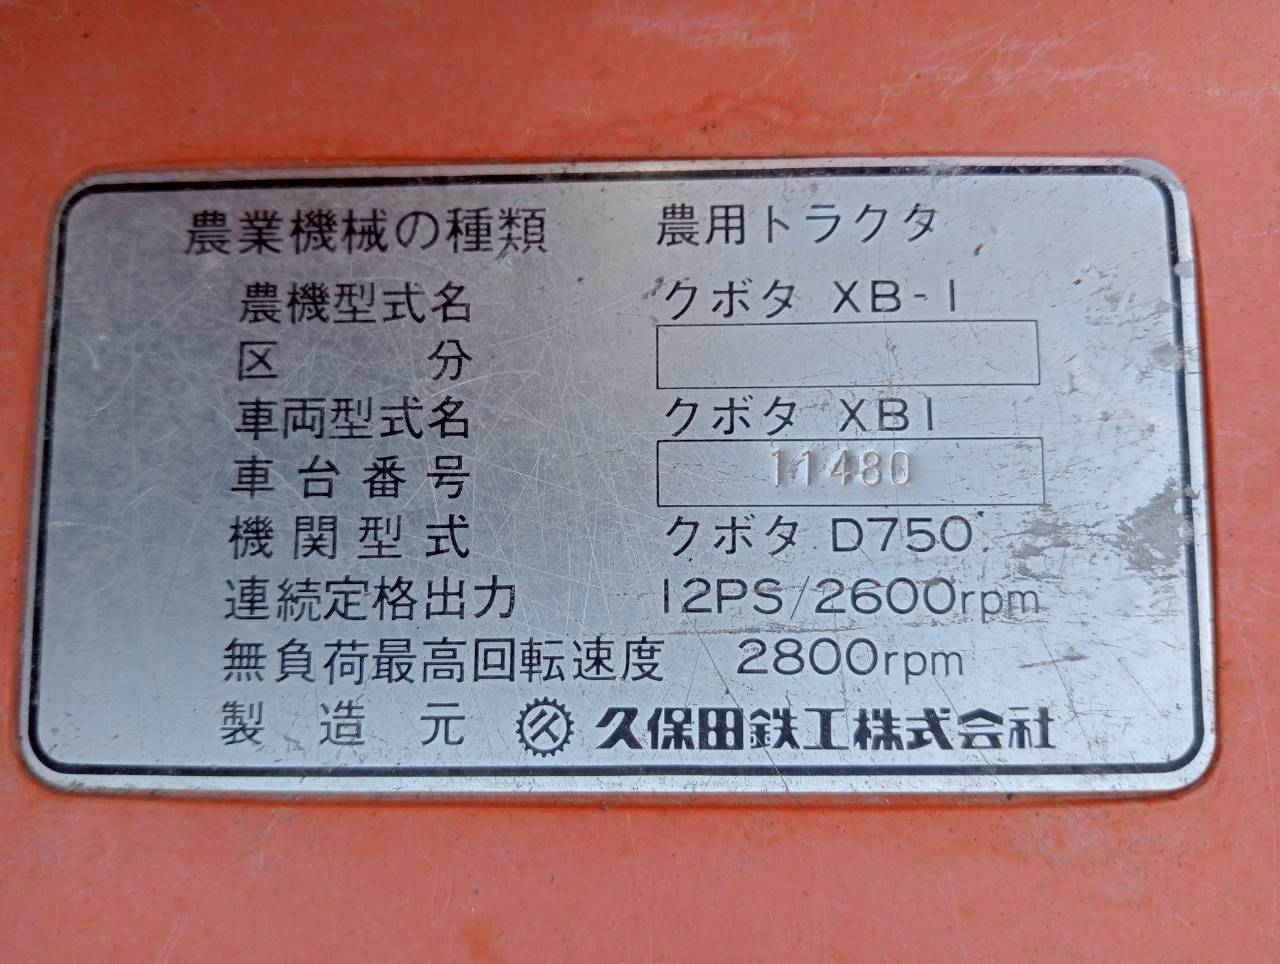 農業機械の種類 農用トラクタ
農機型式名 クボタ XB-1
区分
車両型式名 クボタ XB1
車台番号 11480
機関型式 クボタ D750
連続定格出力 12PS/2600rpm
無負荷最高回転速度 2800rpm
製造元 久 久保田鉄工株式会社